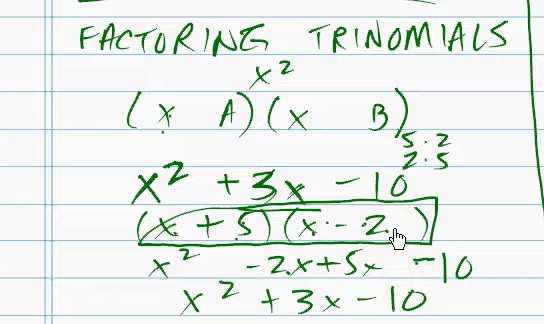 FACTORING TRINOMIALS
x²
(x A)(x B)
5·2
2·5
x² + 3x - 10
(x + 5)(x - 2)
x² - 2x + 5x - 10
x² + 3x - 10